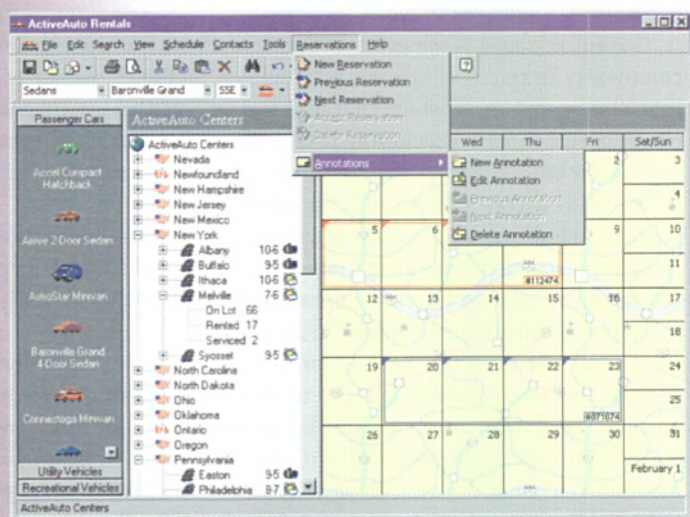 ActiveAuto Rentals
File Edit Search View Schedule Contacts Tools Reservations Help
New Reservation
Previous Reservation
Next Reservation
Accept Reservation
Delete Reservation
Annotations
New Annotation
Edit Annotation
Previous Annotation
Next Annotation
Delete Annotation
Sedans Baronville Grand SSE
Passenger Cars
Accel Compact
Hatchback
Arrive 2 Door Sedan
AutoStar Minivan
Baronville Grand
4-Door Sedan
Connestoga Minivan
Utility Vehicles
Recreational Vehicles
ActiveAuto Centers
ActiveAuto Centers
Nevada
Newfoundland
New Hampshire
New Jersey
New Mexico
New York
Albany 10-6
Buffalo 9-5
Ithaca 10-6
Melville 7-6
On Lot 66
Rented 17
Serviced 2
Syosset 9-5
North Carolina
North Dakota
Ohio
Oklahoma
Ontario
Oregon
Pennsylvania
Easton 9-5
Philadelphia 8-7
Wed Thu Fri Sat/Sun
2 3
4
5 6 9 10
11
#112474
12 13 14 15 16 17
18
19 20 21 22 23 24
25
#071074
26 27 28 29 30 31
February 1
ActiveAuto Centers